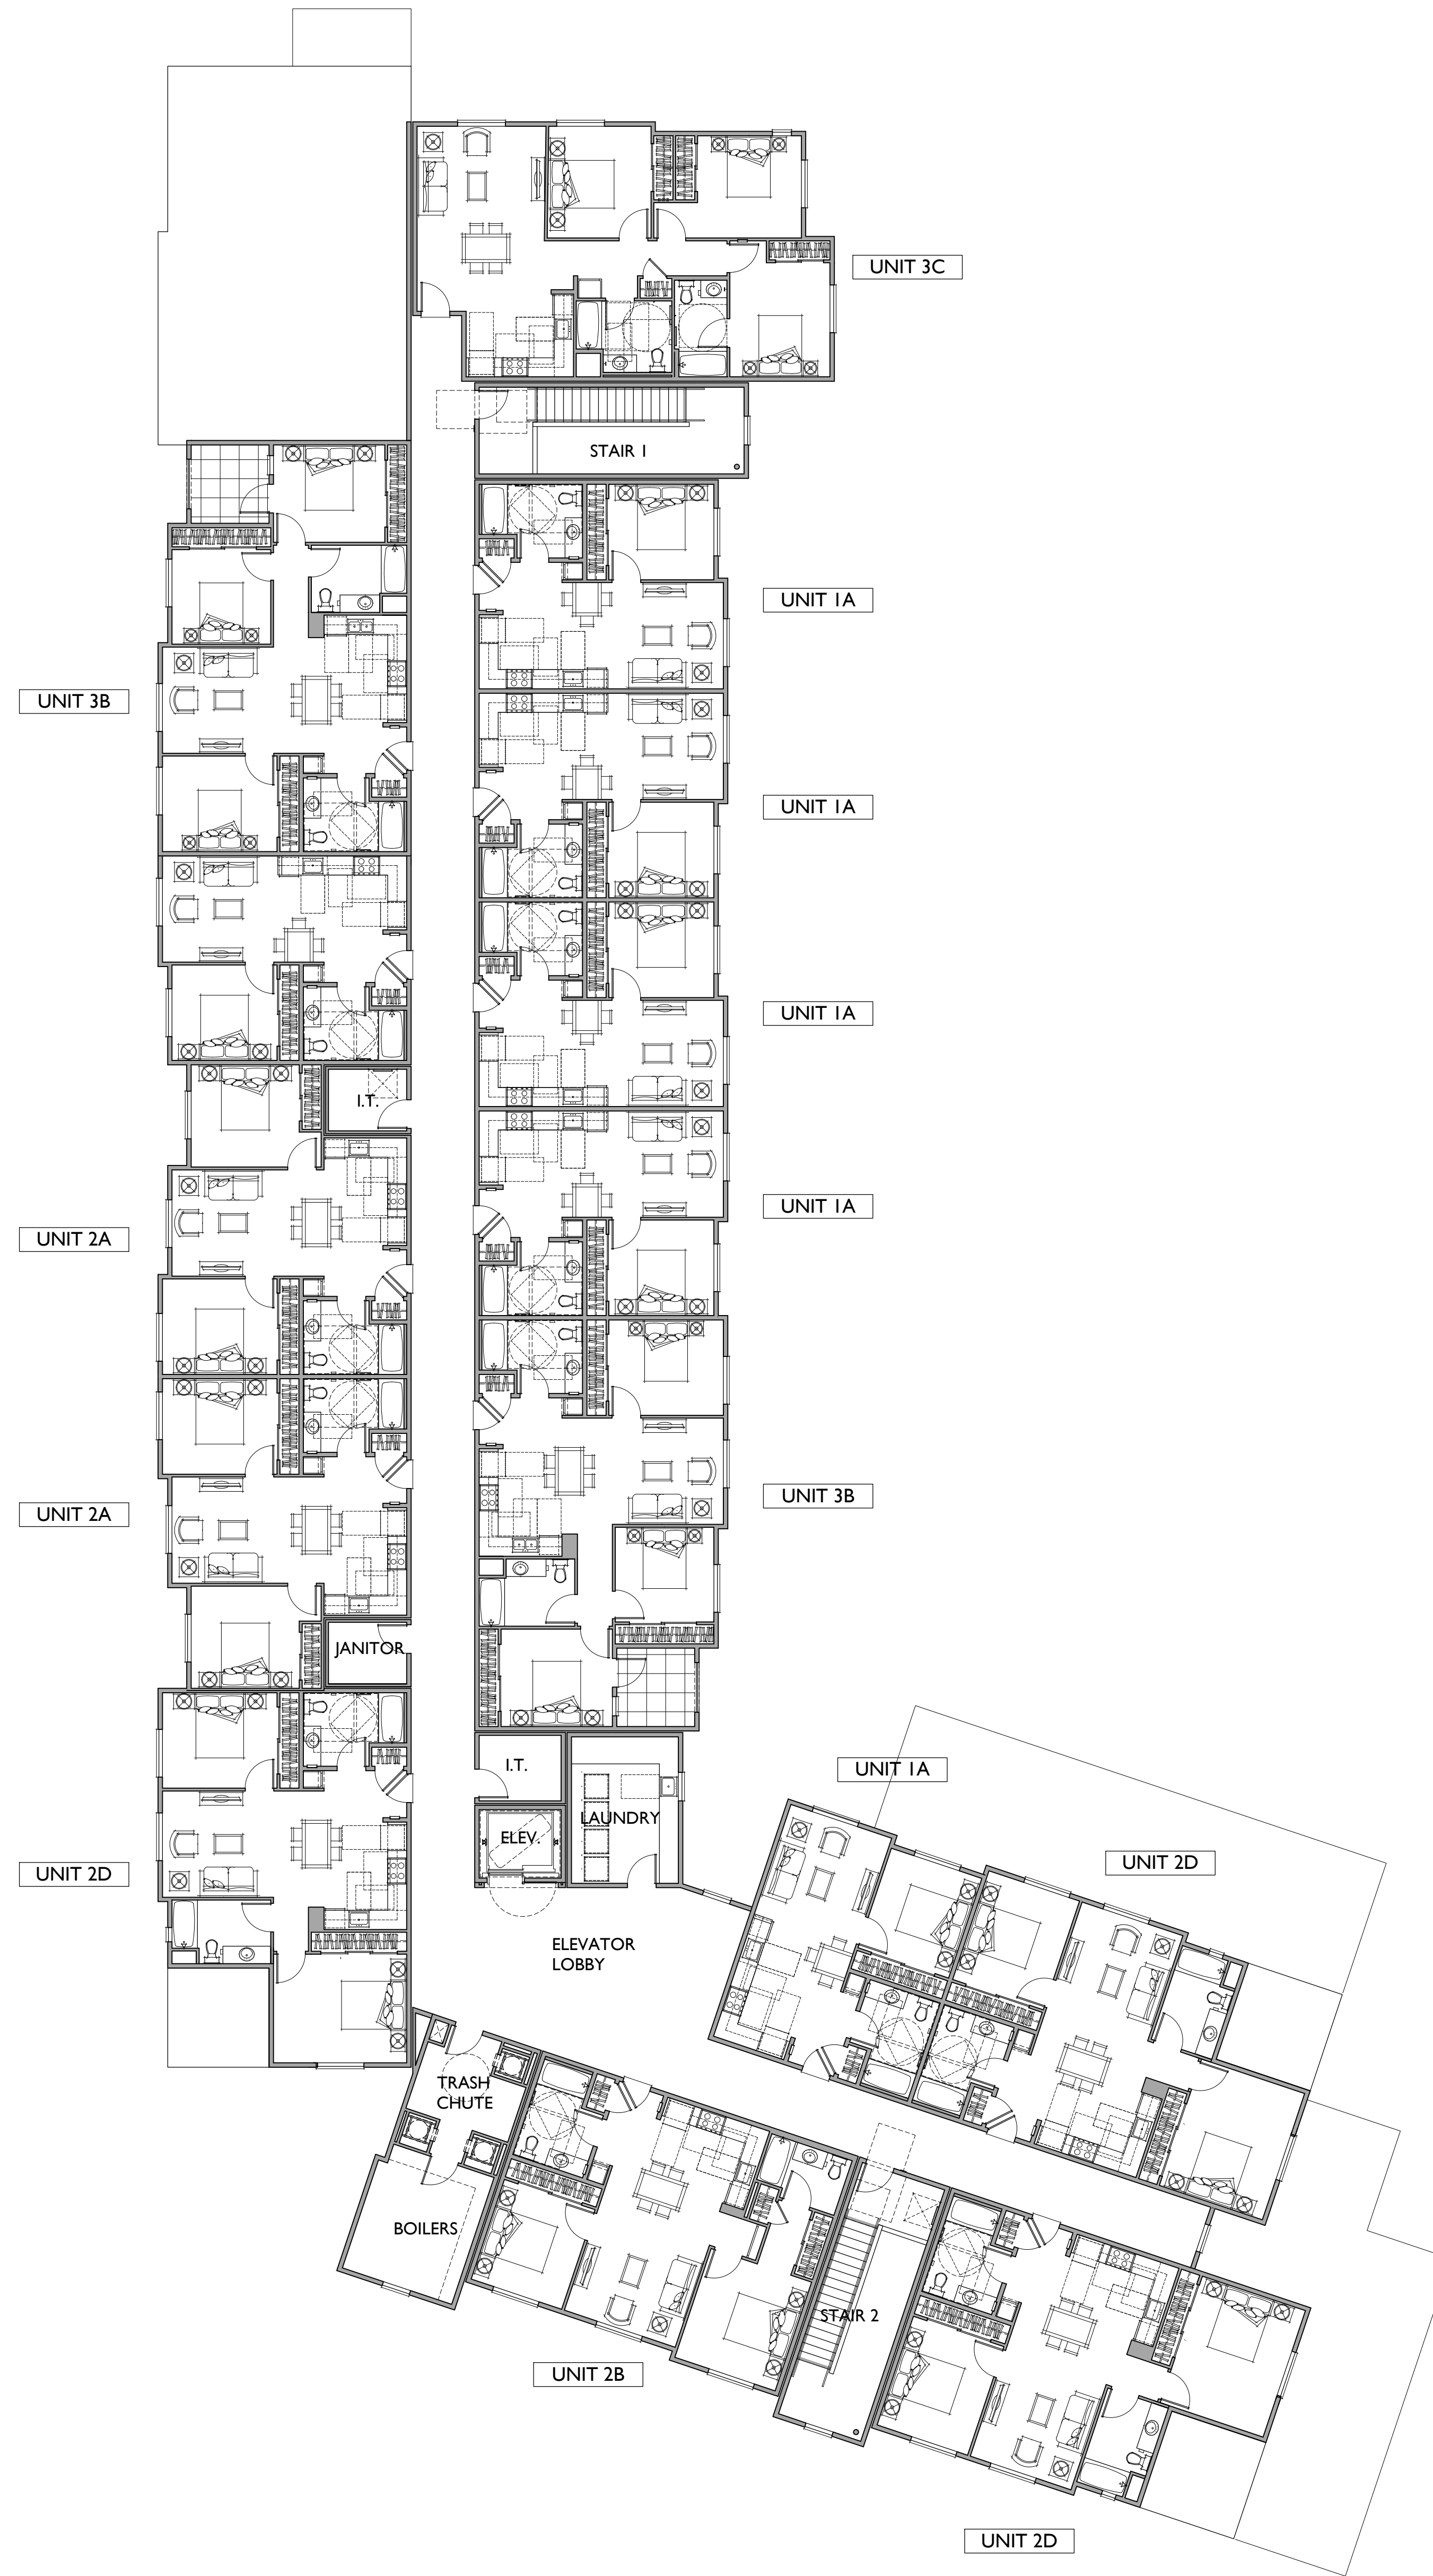 UNIT 3C
STAIR 1
UNIT 1A
UNIT 3B
UNIT 1A
UNIT 1A
I.T.
UNIT 1A
UNIT 2A
UNIT 3B
UNIT 2A
JANITOR
I.T.
UNIT 1A
LAUNDRY
ELEV.
UNIT 2D
UNIT 2D
ELEVATOR
LOBBY
TRASH
CHUTE
BOILERS
STAIR 2
UNIT 2B
UNIT 2D